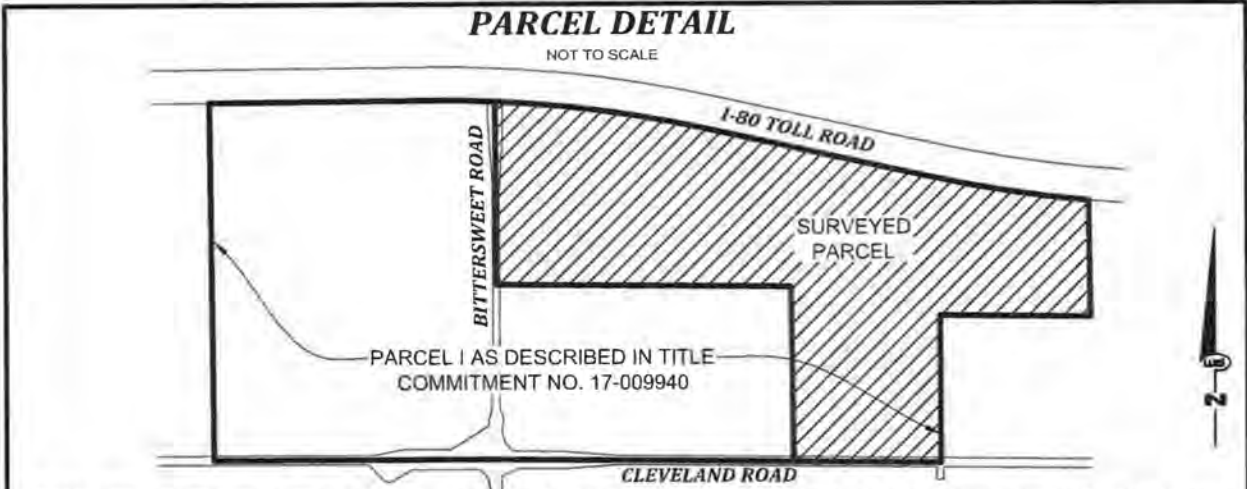 PARCEL DETAIL
NOT TO SCALE
I-80 TOLL ROAD
BITTERSWEET ROAD
SURVEYED
PARCEL
PARCEL I AS DESCRIBED IN TITLE
COMMITMENT NO. 17-009940
CLEVELAND ROAD
N